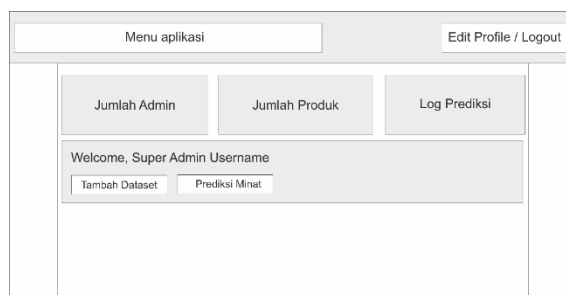 Menu aplikasi
Edit Profile / Logout
Jumlah Admin
Jumlah Produk
Log Prediksi
Welcome, Super Admin Username
Tambah Dataset
Prediksi Minat